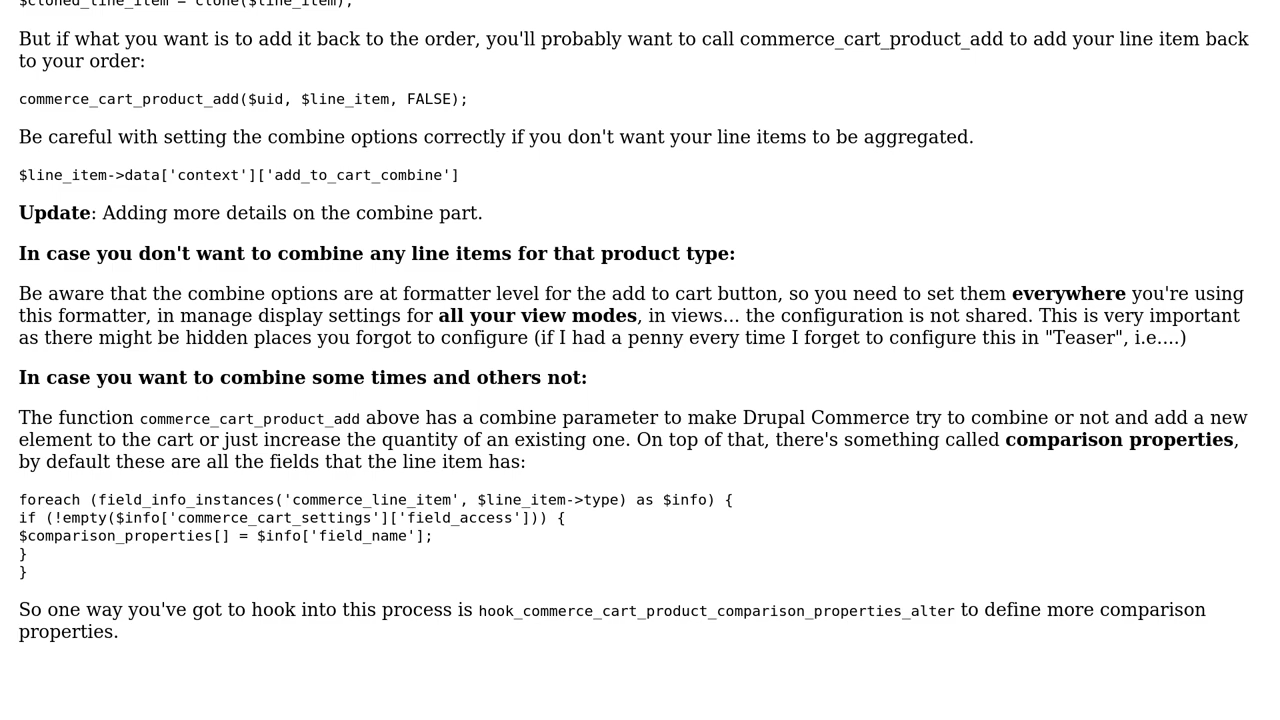 $cloned_line_item = clone($line_item);
But if what you want is to add it back to the order, you'll probably want to call commerce_cart_product_add to add your line item back
to your order:
commerce_cart_product_add($uid, $line_item, FALSE);
Be careful with setting the combine options correctly if you don't want your line items to be aggregated.
$line_item->data['context']['add_to_cart_combine']
Update: Adding more details on the combine part.
In case you don't want to combine any line items for that product type:
Be aware that the combine options are at formatter level for the add to cart button, so you need to set them everywhere you're using
this formatter, in manage display settings for all your view modes, in views... the configuration is not shared. This is very important
as there might be hidden places you forgot to configure (if I had a penny every time I forget to configure this in "Teaser", i.e....)
In case you want to combine some times and others not:
The function commerce_cart_product_add above has a combine parameter to make Drupal Commerce try to combine or not and add a new
element to the cart or just increase the quantity of an existing one. On top of that, there's something called comparison properties,
by default these are all the fields that the line item has:
foreach (field_info_instances('commerce_line_item', $line_item->type) as $info) {
if (!empty($info['commerce_cart_settings']['field_access'])) {
$comparison_properties[] = $info['field_name'];
}
}
So one way you've got to hook into this process is hook_commerce_cart_product_comparison_properties_alter to define more comparison
properties.